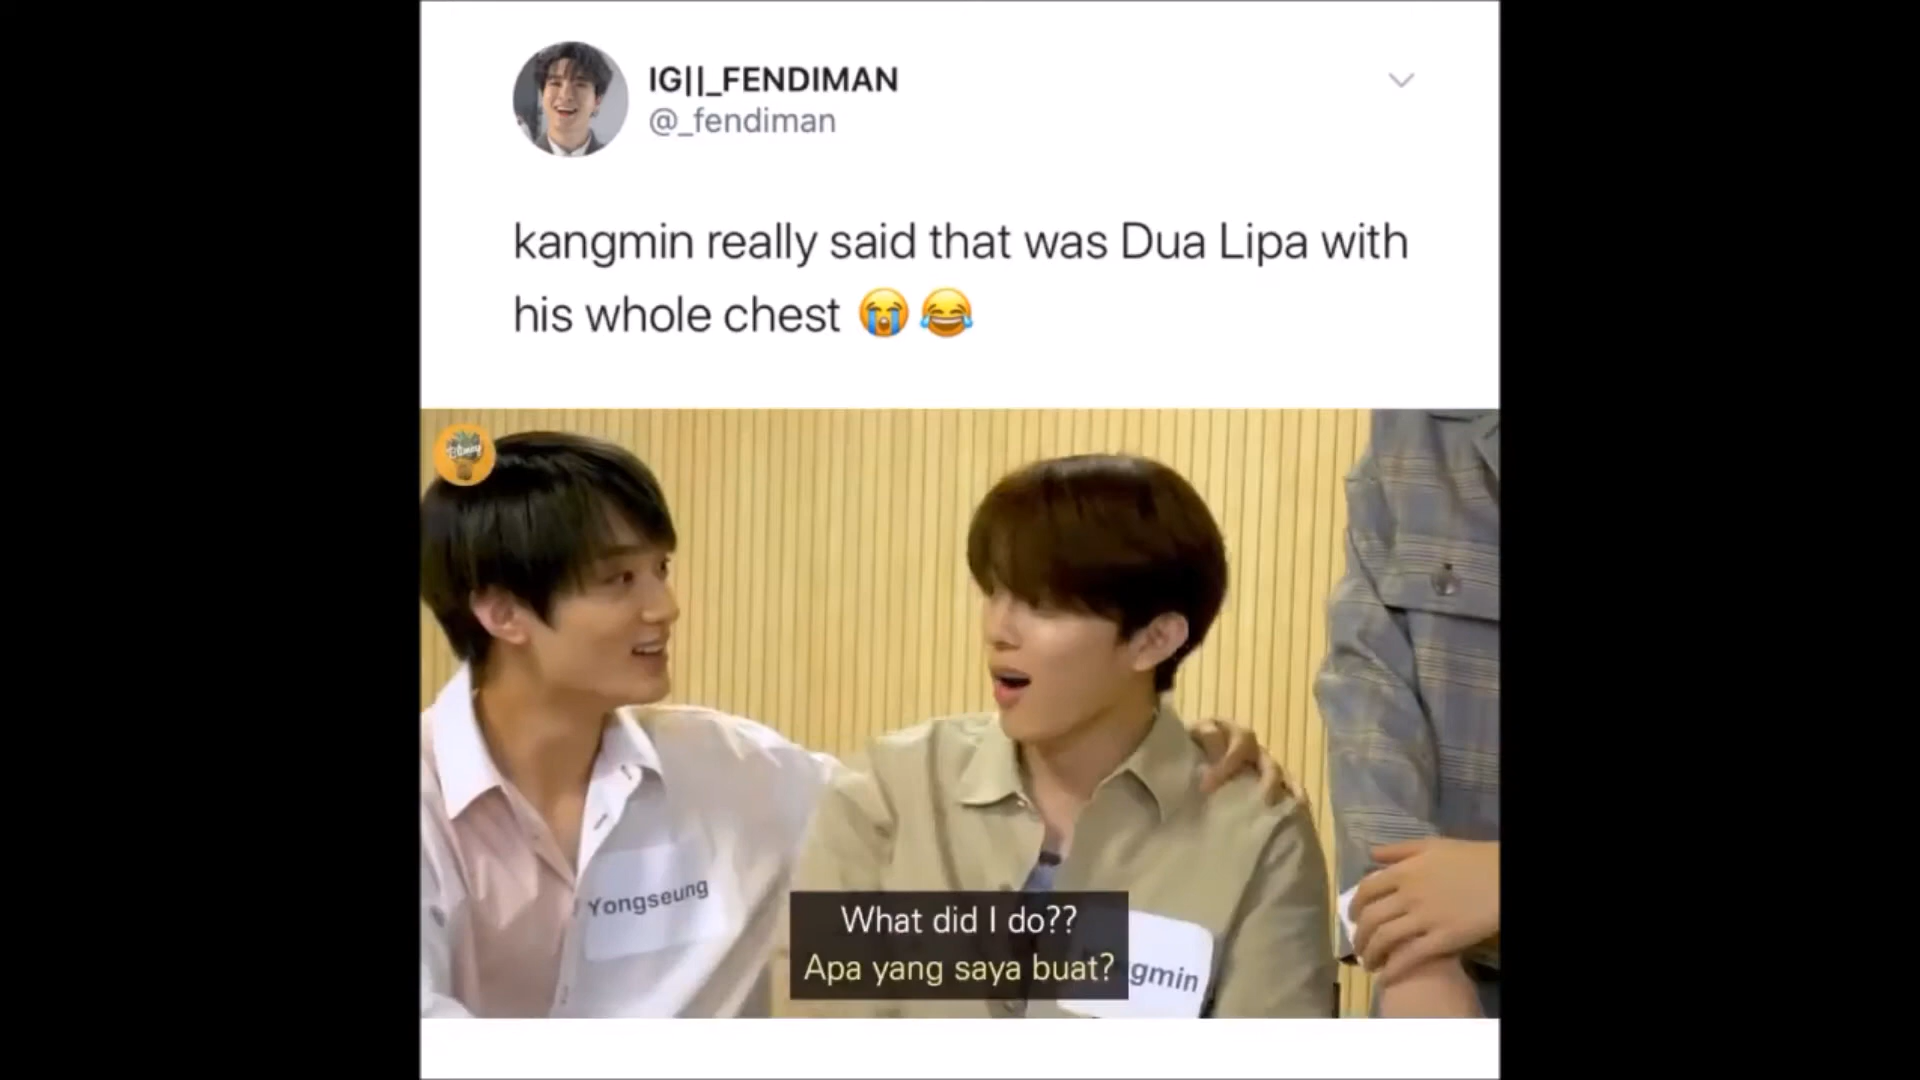 IG||_FENDIMAN
@_fendiman
kangmin really said that was Dua Lipa with
his whole chest 😭😂
Yongseung
What did I do??
Apa yang saya buat?
gmin